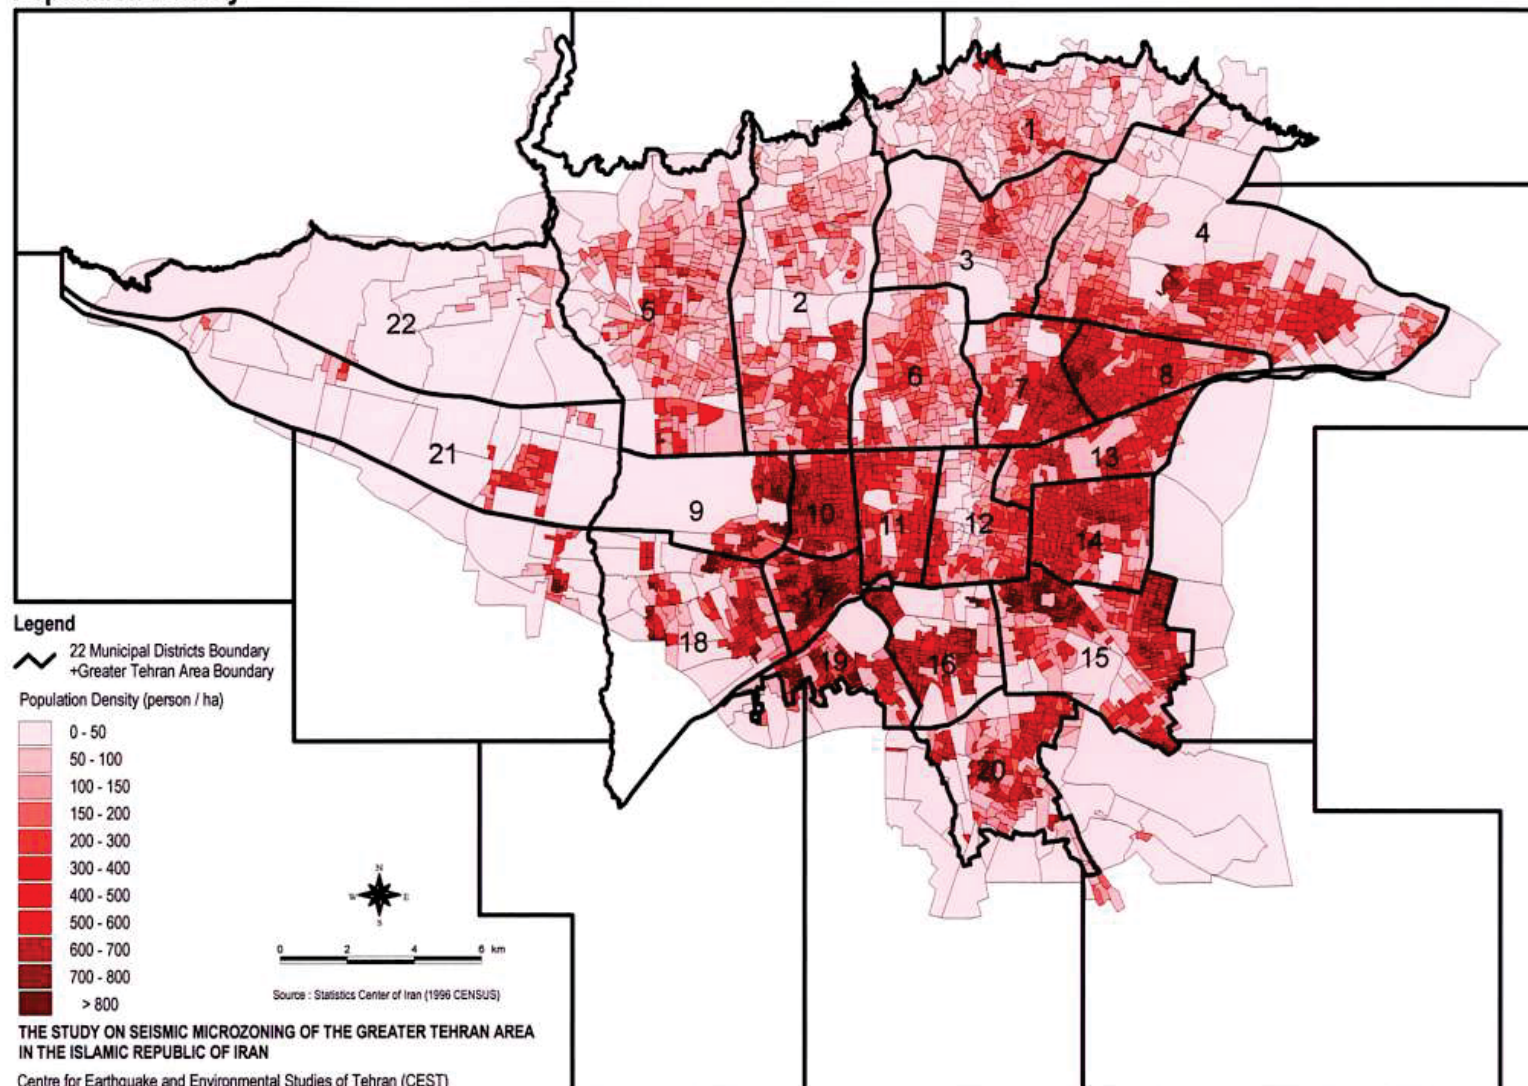 1
4
3
22
5
2
6
7
8
21
13
9
10
11
12
14
17
18
19
16
15
20
Legend
22 Municipal Districts Boundary
+Greater Tehran Area Boundary
Population Density (person / ha)
0 - 50
50 - 100
100 - 150
150 - 200
200 - 300
300 - 400
400 - 500
500 - 600
600 - 700
700 - 800
> 800
N
W E
S
0 2 4 6 km
Source : Statistics Center of Iran (1996 CENSUS)
THE STUDY ON SEISMIC MICROZONING OF THE GREATER TEHRAN AREA
IN THE ISLAMIC REPUBLIC OF IRAN
Centre for Earthquake and Environmental Studies of Tehran (CEST)